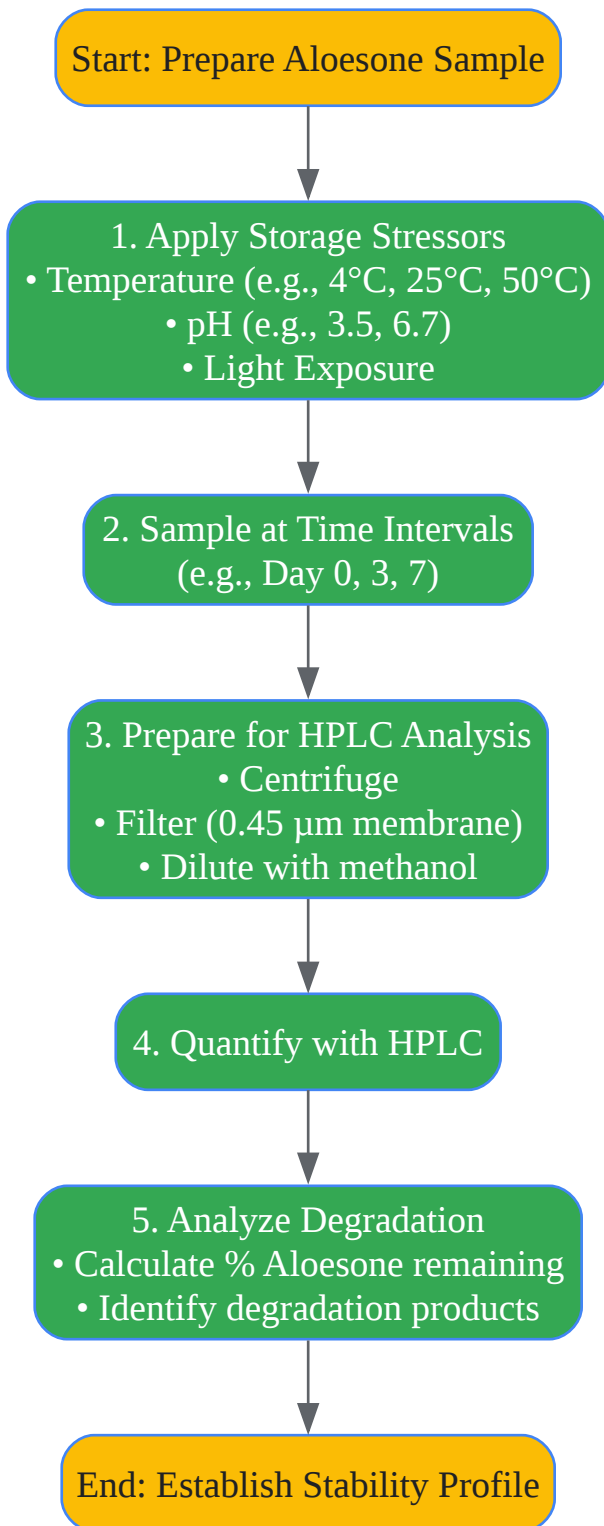 Start: Prepare Aloesone Sample
1. Apply Storage Stressors
• Temperature (e.g., 4°C, 25°C, 50°C)
• pH (e.g., 3.5, 6.7)
• Light Exposure
2. Sample at Time Intervals
(e.g., Day 0, 3, 7)
3. Prepare for HPLC Analysis
• Centrifuge
• Filter (0.45 µm membrane)
• Dilute with methanol
4. Quantify with HPLC
5. Analyze Degradation
• Calculate % Aloesone remaining
• Identify degradation products
End: Establish Stability Profile